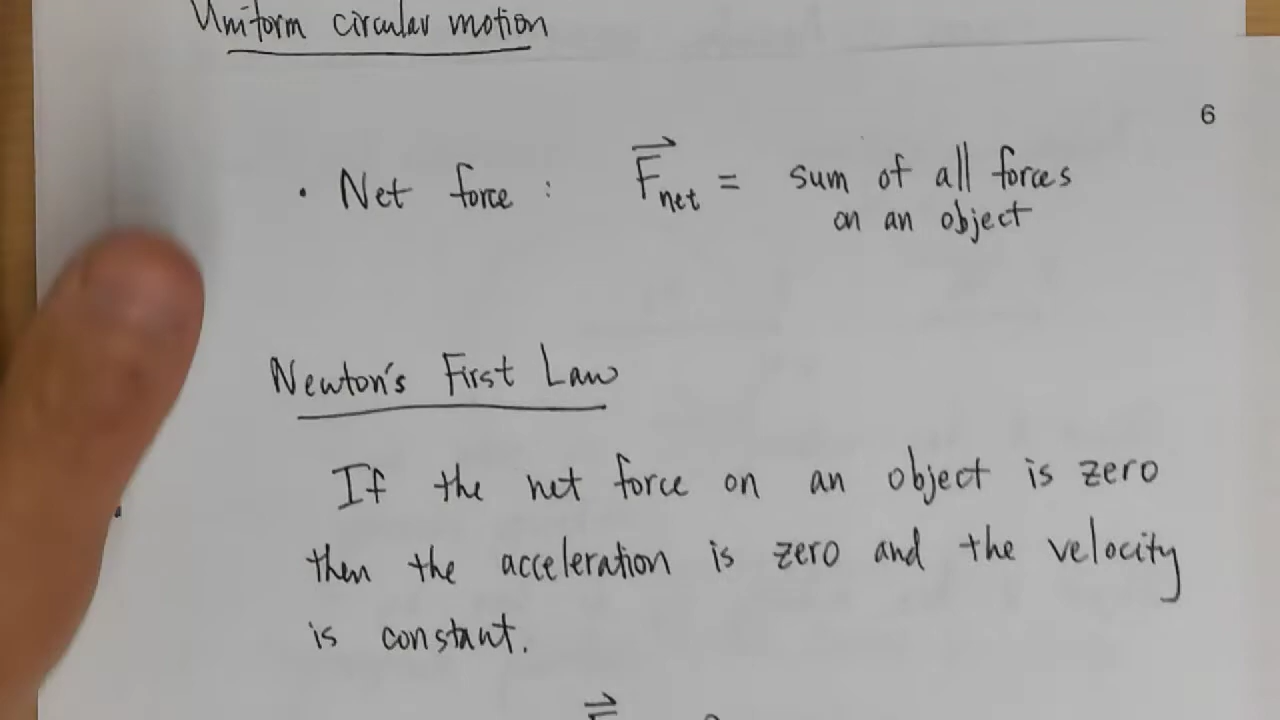 Uniform circular motion
6
• Net force : F⃗net = sum of all forces
on an object
Newton's First Law
If the net force on an object is zero
then the acceleration is zero and the velocity
is constant.